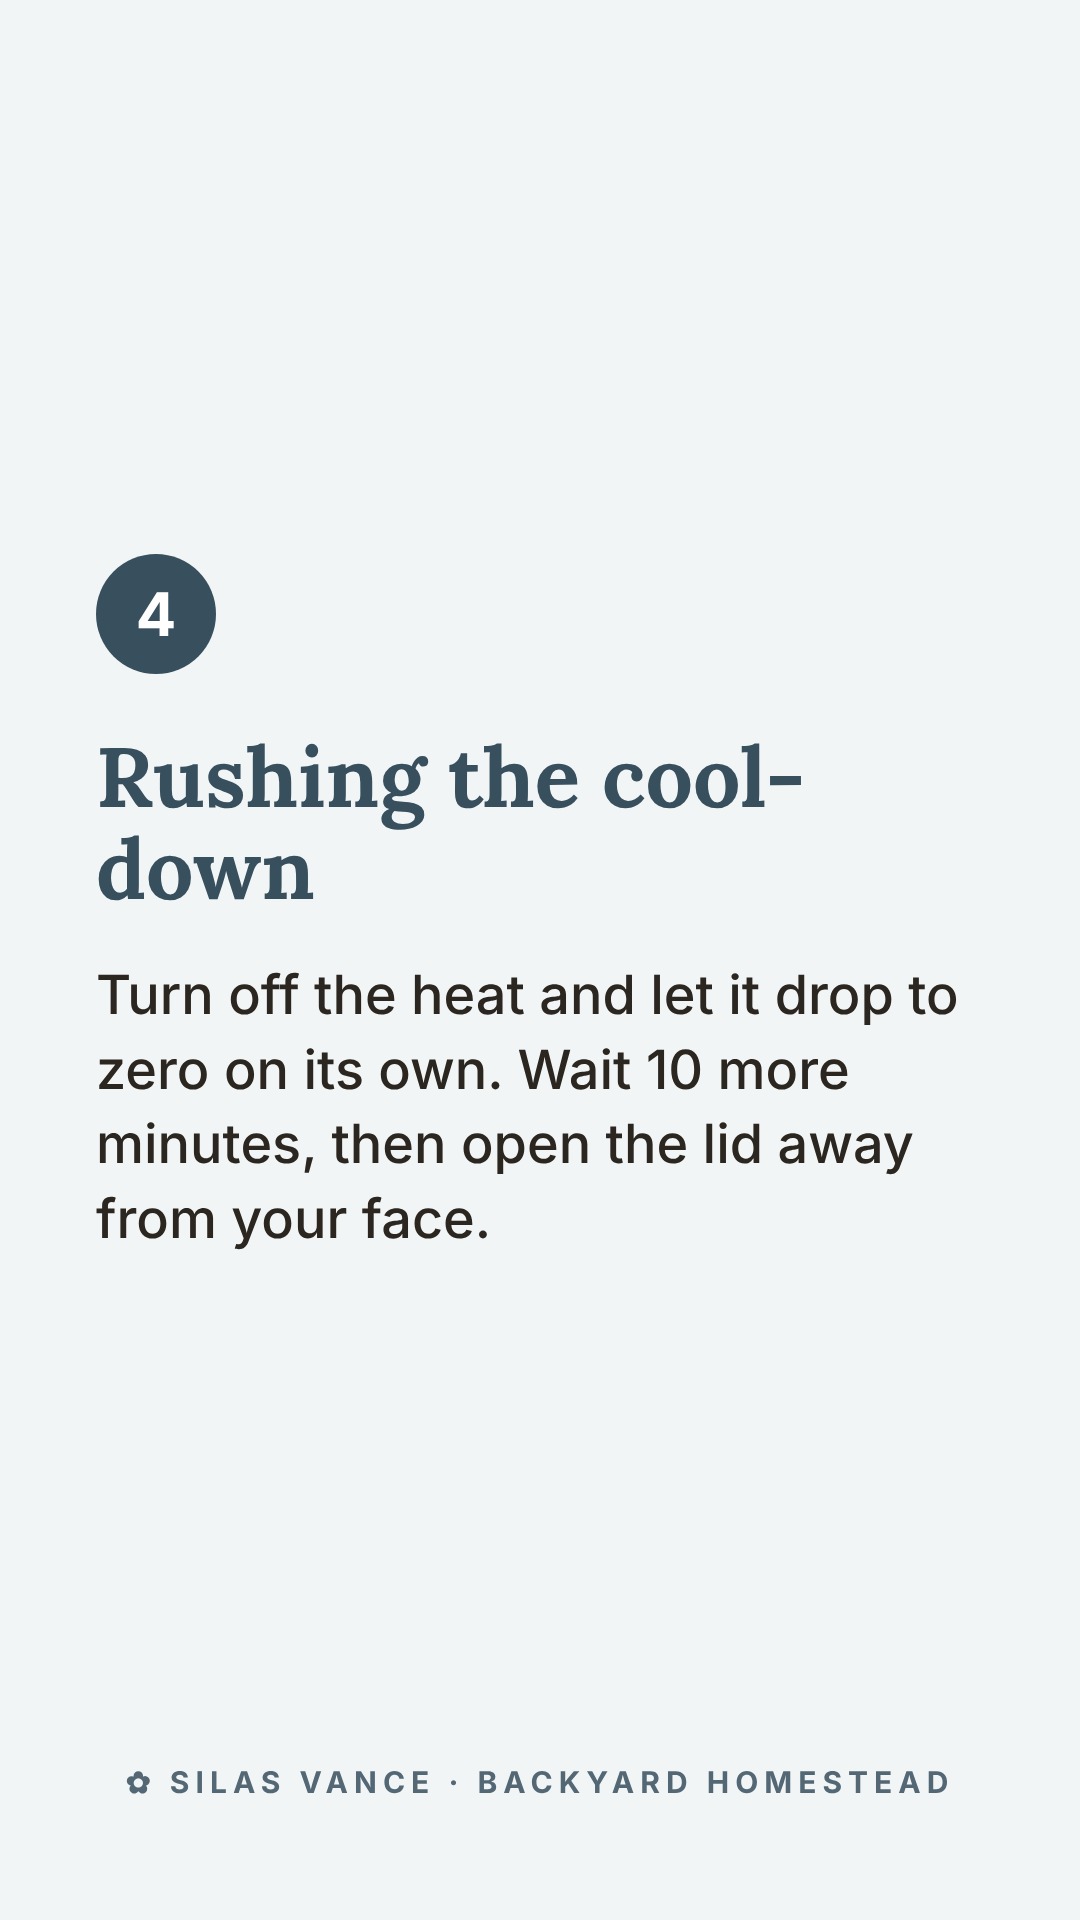 4
Rushing the cool-
down
Turn off the heat and let it drop to
zero on its own. Wait 10 more
minutes, then open the lid away
from your face.
✿ SILAS VANCE · BACKYARD HOMESTEAD